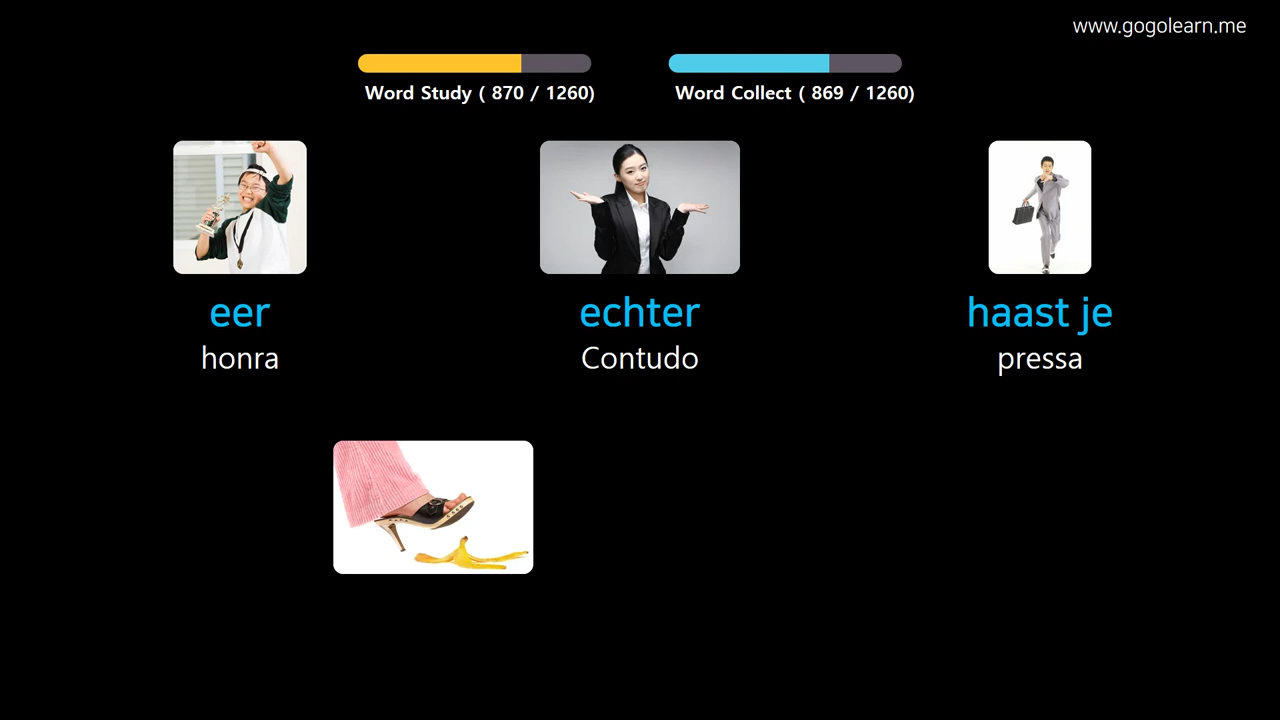 www.gogolearn.me
Word Study ( 870 / 1260)
Word Collect ( 869 / 1260)
eer
echter
haast je
honra
Contudo
pressa